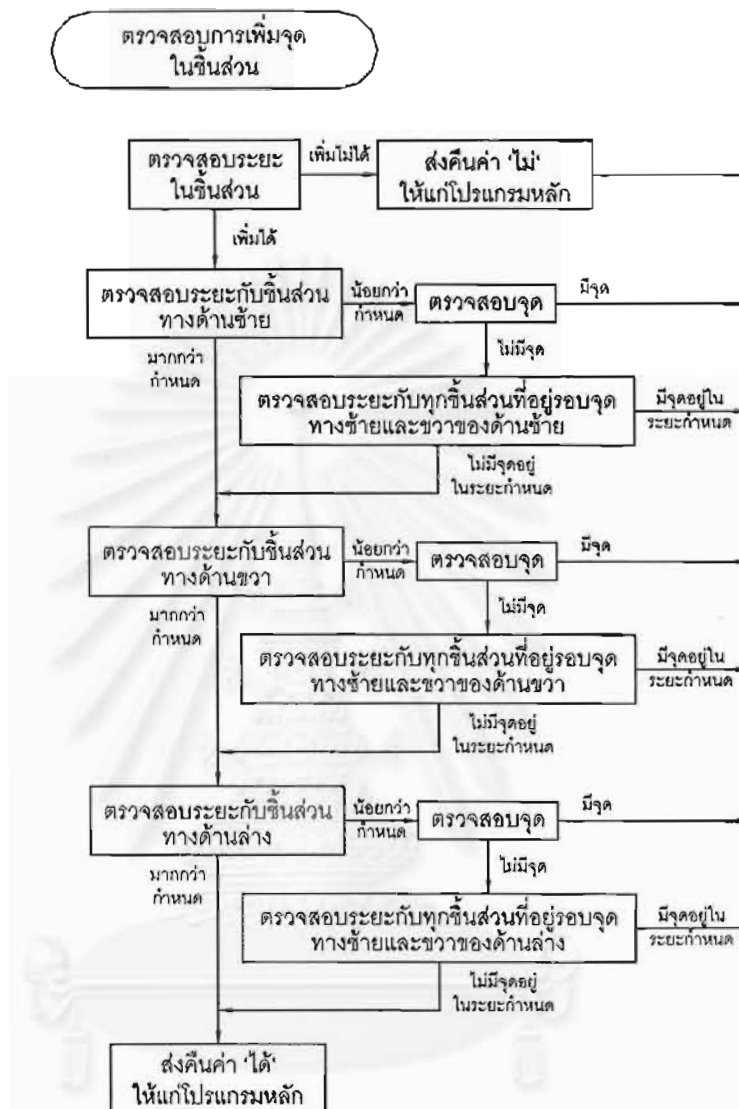 ตรวจสอบการเพิ่มจุด
ในชิ้นส่วน
ตรวจสอบระยะ
ในชิ้นส่วน
เพิ่มไม่ได้
ส่งคืนค่า 'ไม่'
ให้แก่โปรแกรมหลัก
เพิ่มได้
ตรวจสอบระยะกับชิ้นส่วน
ทางด้านซ้าย
น้อยกว่า
กำหนด
ตรวจสอบจุด
มีจุด
ไม่มีจุด
มากกว่า
กำหนด
ตรวจสอบระยะกับทุกชิ้นส่วนที่อยู่รอบจุด
ทางซ้ายและขวาของด้านซ้าย
มีจุดอยู่ใน
ระยะกำหนด
ไม่มีจุดอยู่
ในระยะกำหนด
ตรวจสอบระยะกับชิ้นส่วน
ทางด้านขวา
น้อยกว่า
กำหนด
ตรวจสอบจุด
มีจุด
ไม่มีจุด
มากกว่า
กำหนด
ตรวจสอบระยะกับทุกชิ้นส่วนที่อยู่รอบจุด
ทางซ้ายและขวาของด้านขวา
มีจุดอยู่ใน
ระยะกำหนด
ไม่มีจุดอยู่
ในระยะกำหนด
ตรวจสอบระยะกับชิ้นส่วน
ทางด้านล่าง
น้อยกว่า
กำหนด
ตรวจสอบจุด
มีจุด
ไม่มีจุด
มากกว่า
กำหนด
ตรวจสอบระยะกับทุกชิ้นส่วนที่อยู่รอบจุด
ทางซ้ายและขวาของด้านล่าง
มีจุดอยู่ใน
ระยะกำหนด
ไม่มีจุดอยู่
ในระยะกำหนด
ส่งคืนค่า 'ได้'
ให้แก่โปรแกรมหลัก